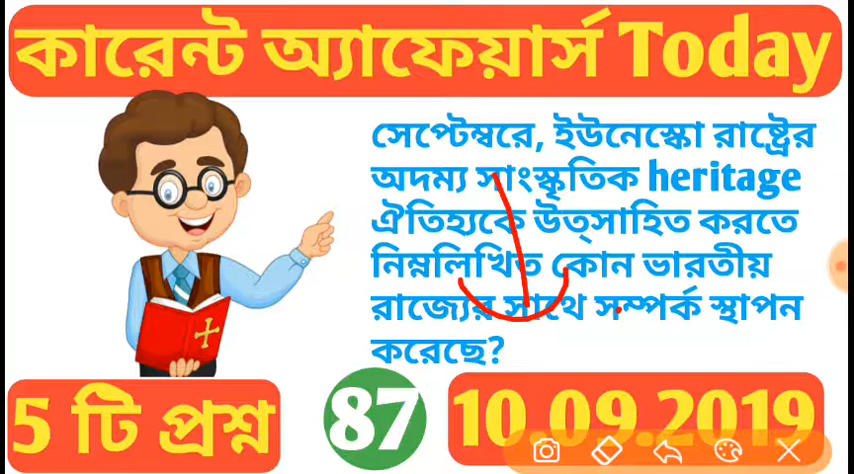 কারেন্ট অ্যাফেয়ার্স Today
সেপ্টেম্বরে, ইউনেস্কো রাষ্ট্রের
অদম্য সাংস্কৃতিক heritage
ঐতিহ্যকে উত্সাহিত করতে
নিম্নলিখিত কোন ভারতীয়
রাজ্যের সাথে সম্পর্ক স্থাপন
করেছে?
5 টি প্রশ্ন
87
10.09.2019